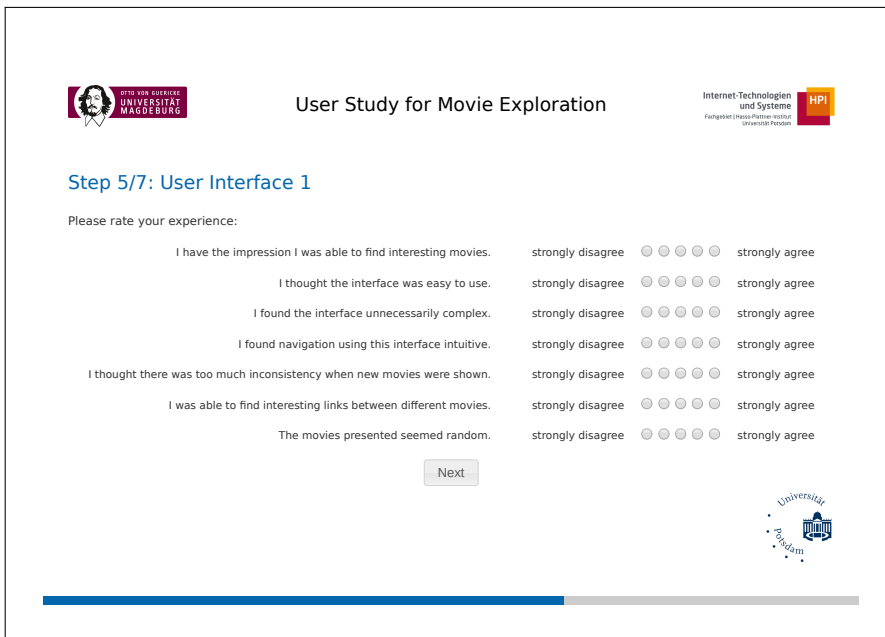 OTTO VON GUERICKE
UNIVERSITÄT
MAGDEBURG
User Study for Movie Exploration
Internet-Technologien
und Systeme
Fachgebiet | Hasso-Plattner-Institut
Universität Potsdam
HPI
Step 5/7: User Interface 1
Please rate your experience:
I have the impression I was able to find interesting movies. strongly disagree strongly agree
I thought the interface was easy to use. strongly disagree strongly agree
I found the interface unnecessarily complex. strongly disagree strongly agree
I found navigation using this interface intuitive. strongly disagree strongly agree
I thought there was too much inconsistency when new movies were shown. strongly disagree strongly agree
I was able to find interesting links between different movies. strongly disagree strongly agree
The movies presented seemed random. strongly disagree strongly agree
Next
Universität
Potsdam